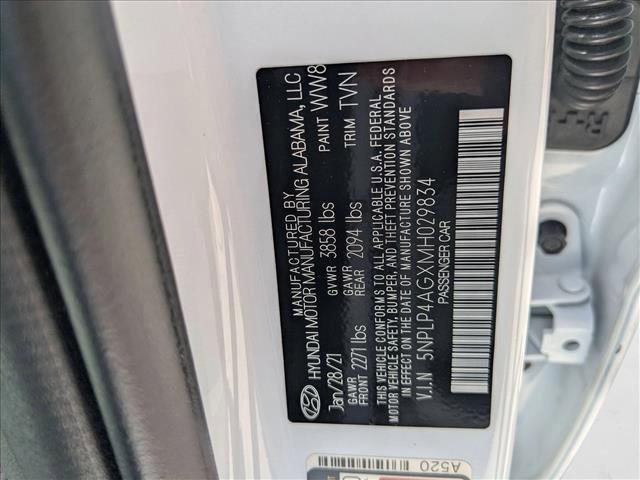 MANUFACTURED BY
HYUNDAI MOTOR MANUFACTURING ALABAMA, LLC
Jan/28/21 GVWR 3858 lbs PAINT WW8
GAWR FRONT 2271 lbs GAWR REAR 2094 lbs TRIM TVN
THIS VEHICLE CONFORMS TO ALL APPLICABLE U.S.A. FEDERAL
MOTOR VEHICLE SAFETY, BUMPER, AND THEFT PREVENTION STANDARDS
IN EFFECT ON THE DATE OF MANUFACTURE SHOWN ABOVE.
V.I.N 5NPLP4AGXMH029834
PASSENGER CAR
A520